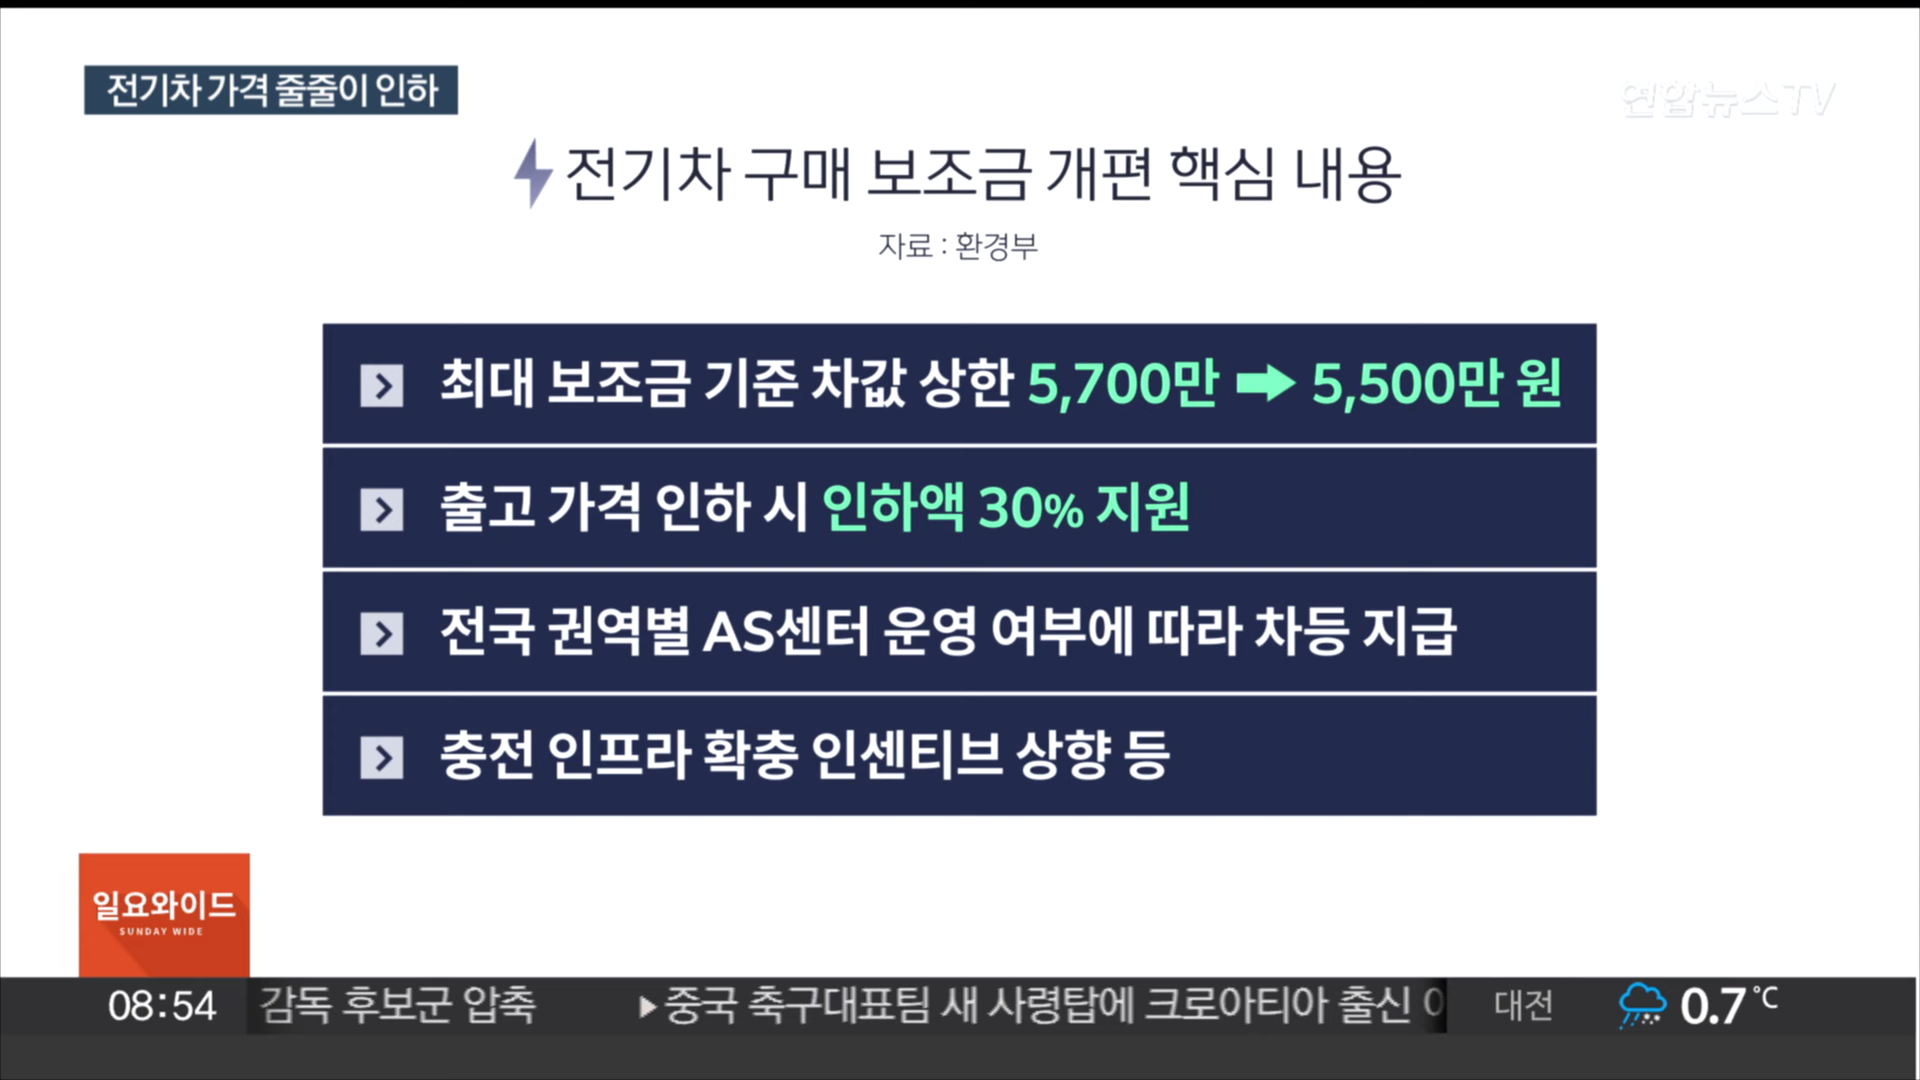 전기차 가격 줄줄이 인하
연합뉴스TV
전기차 구매 보조금 개편 핵심 내용
자료 : 환경부
최대 보조금 기준 차값 상한 5,700만 ➡ 5,500만 원
출고 가격 인하 시 인하액 30% 지원
전국 권역별 AS센터 운영 여부에 따라 차등 지급
충전 인프라 확충 인센티브 상향 등
일요와이드
SUNDAY WIDE
08:54 감독 후보군 압축 ▶중국 축구대표팀 새 사령탑에 크로아티아 출신 대전 0.7℃